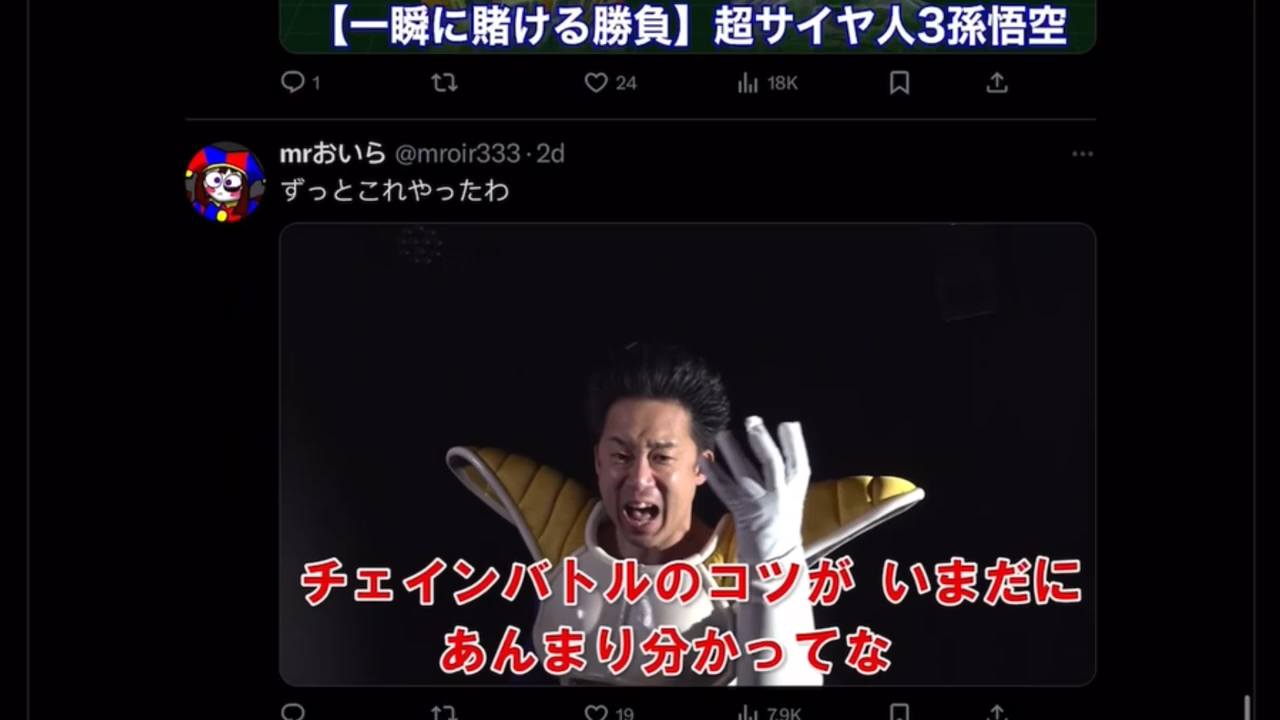 【一瞬に賭ける勝負】超サイヤ人3孫悟空
1 24 18K
mrおいら @mroir333 · 2d
ずっとこれやったわ
チェインバトルのコツが いまだに
あんまり分かってな
19 7.9K